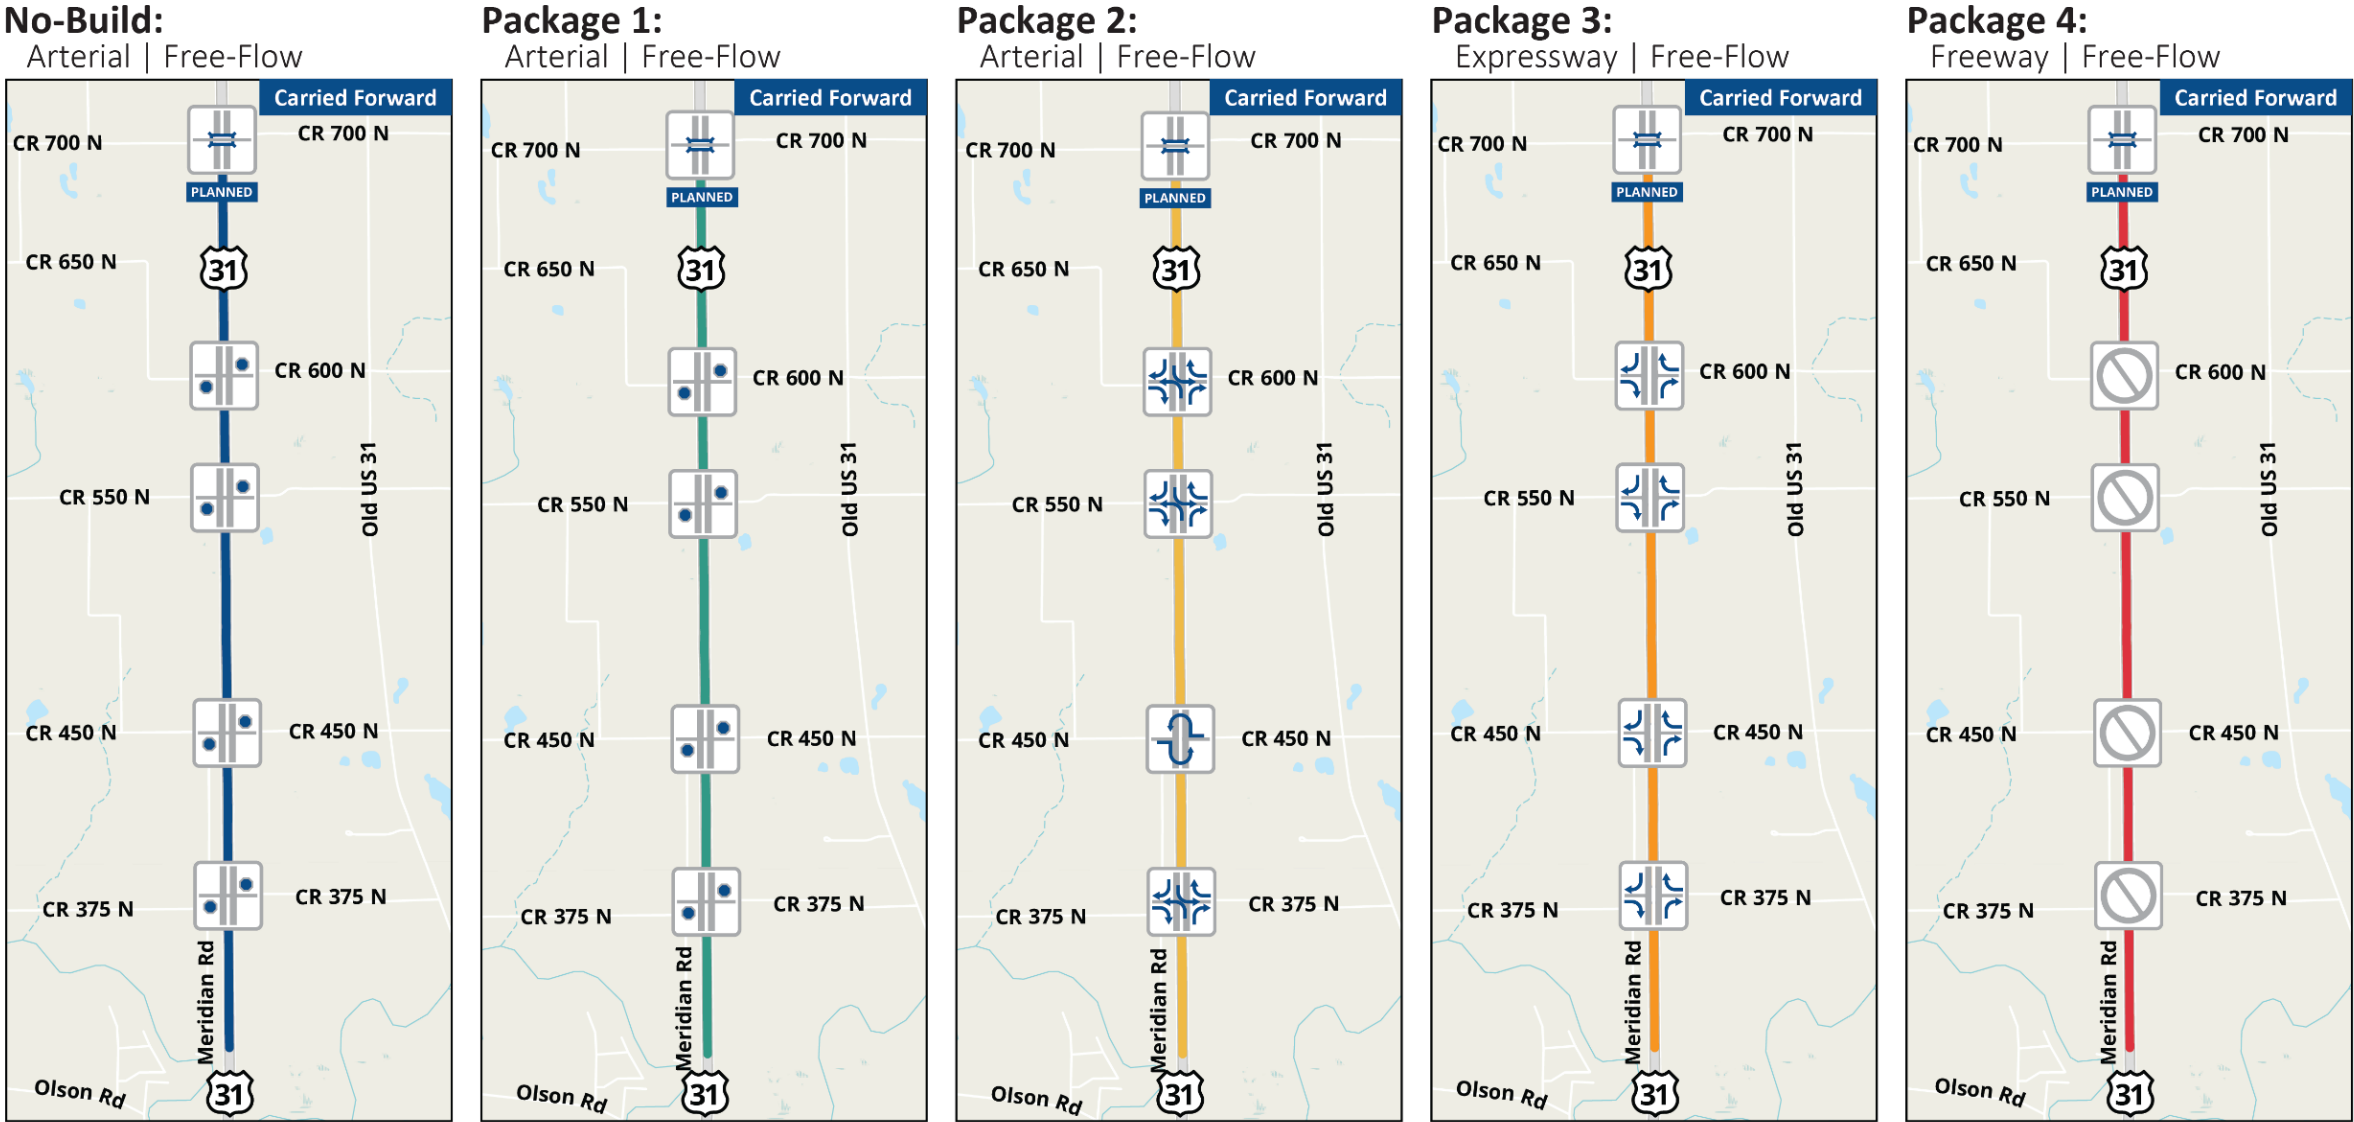 No-Build:
Arterial | Free-Flow
Carried Forward
CR 700 N
CR 700 N
PLANNED
CR 650 N
31
CR 600 N
CR 550 N
Old US 31
CR 450 N
CR 450 N
CR 375 N
CR 375 N
Meridian Rd
Olson Rd
31
Package 1:
Arterial | Free-Flow
Carried Forward
CR 700 N
CR 700 N
PLANNED
CR 650 N
31
CR 600 N
CR 550 N
Old US 31
CR 450 N
CR 450 N
CR 375 N
CR 375 N
Meridian Rd
Olson Rd
31
Package 2:
Arterial | Free-Flow
Carried Forward
CR 700 N
CR 700 N
PLANNED
CR 650 N
31
CR 600 N
CR 550 N
Old US 31
CR 450 N
CR 450 N
CR 375 N
CR 375 N
Meridian Rd
Olson Rd
31
Package 3:
Expressway | Free-Flow
Carried Forward
CR 700 N
CR 700 N
PLANNED
CR 650 N
31
CR 600 N
CR 550 N
Old US 31
CR 450 N
CR 450 N
CR 375 N
CR 375 N
Meridian Rd
Olson Rd
31
Package 4:
Freeway | Free-Flow
Carried Forward
CR 700 N
CR 700 N
PLANNED
CR 650 N
31
CR 600 N
CR 550 N
Old US 31
CR 450 N
CR 450 N
CR 375 N
CR 375 N
Meridian Rd
Olson Rd
31